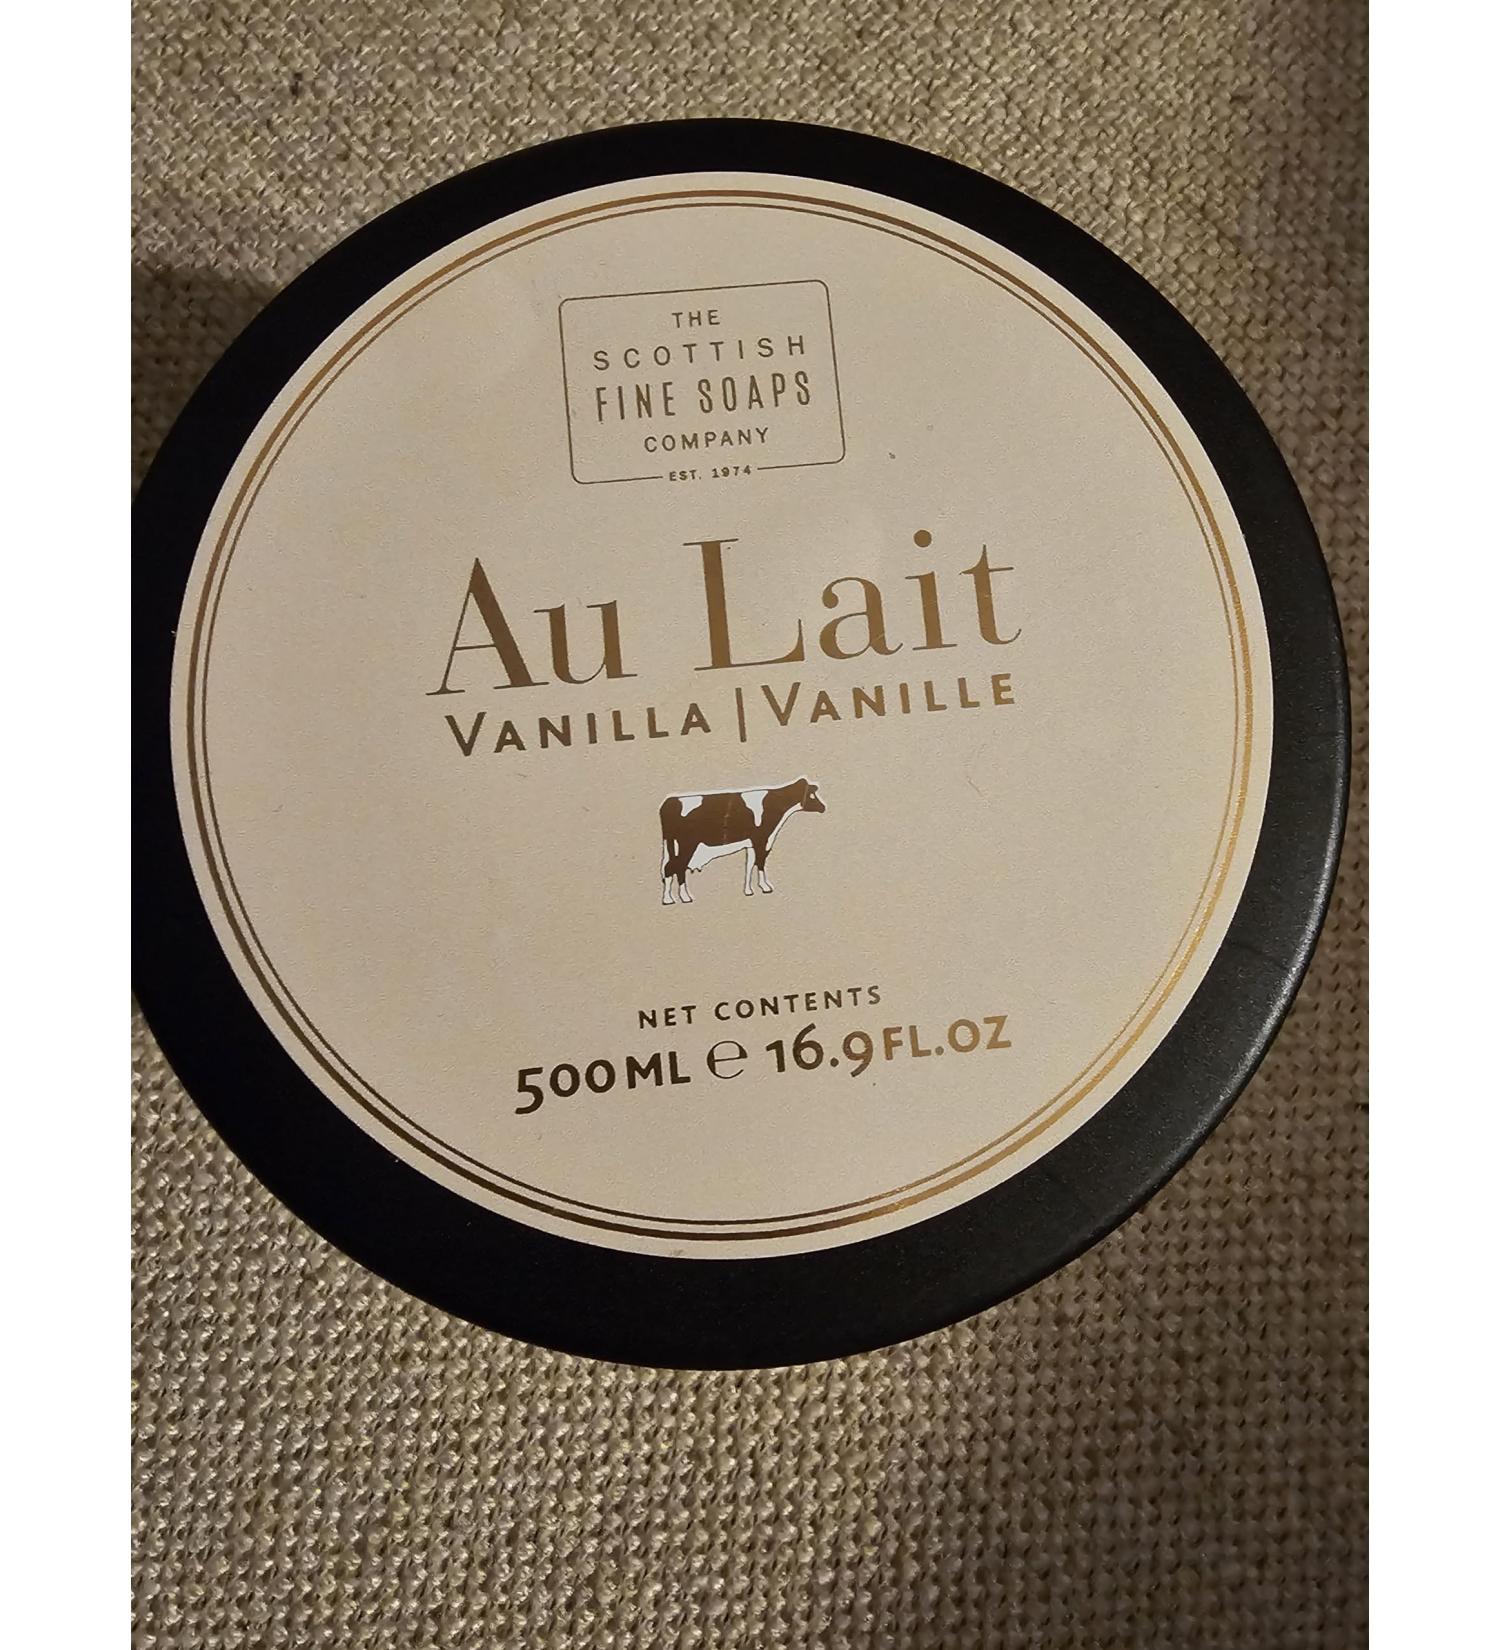 THE
SCOTTISH
FINE SOAPS
COMPANY
EST. 1974
Au Lait
VANILLA | VANILLE
NET CONTENTS
500ML ℮ 16.9FL.OZ